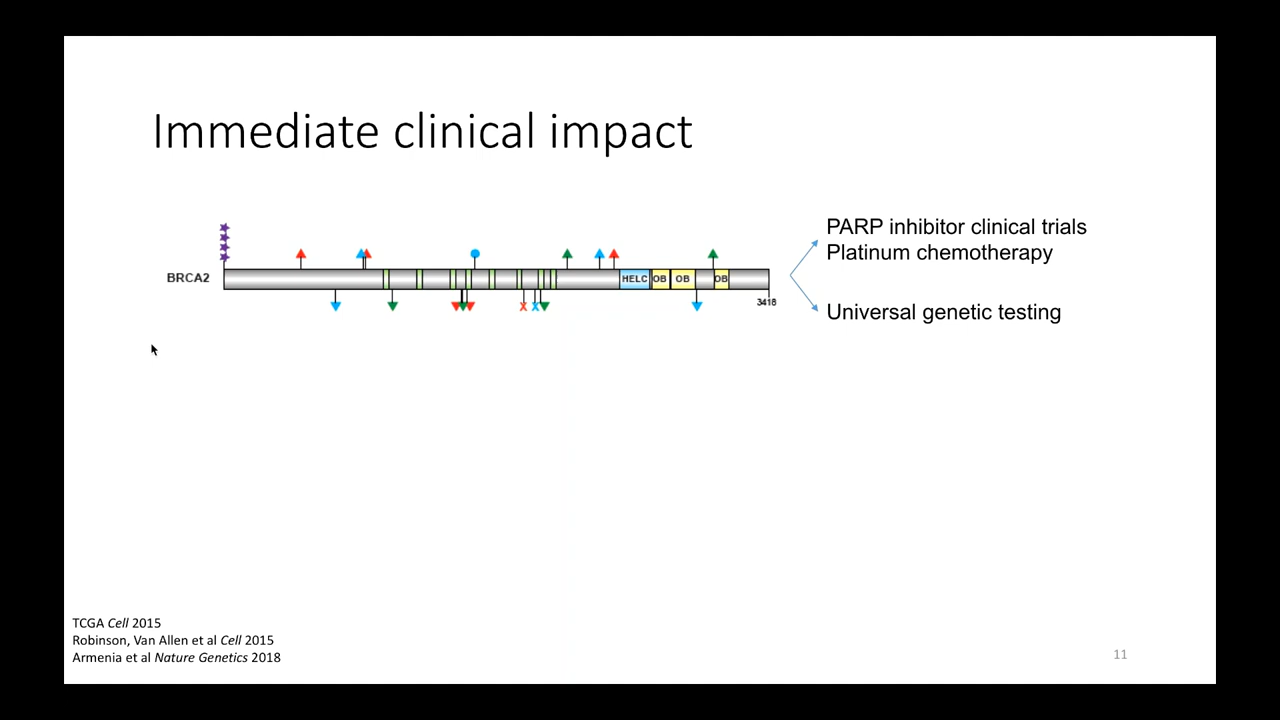 Immediate clinical impact
BRCA2
HELC OB OB OB
3418
X X
PARP inhibitor clinical trials
Platinum chemotherapy
Universal genetic testing
TCGA Cell 2015
Robinson, Van Allen et al Cell 2015
Armenia et al Nature Genetics 2018
11